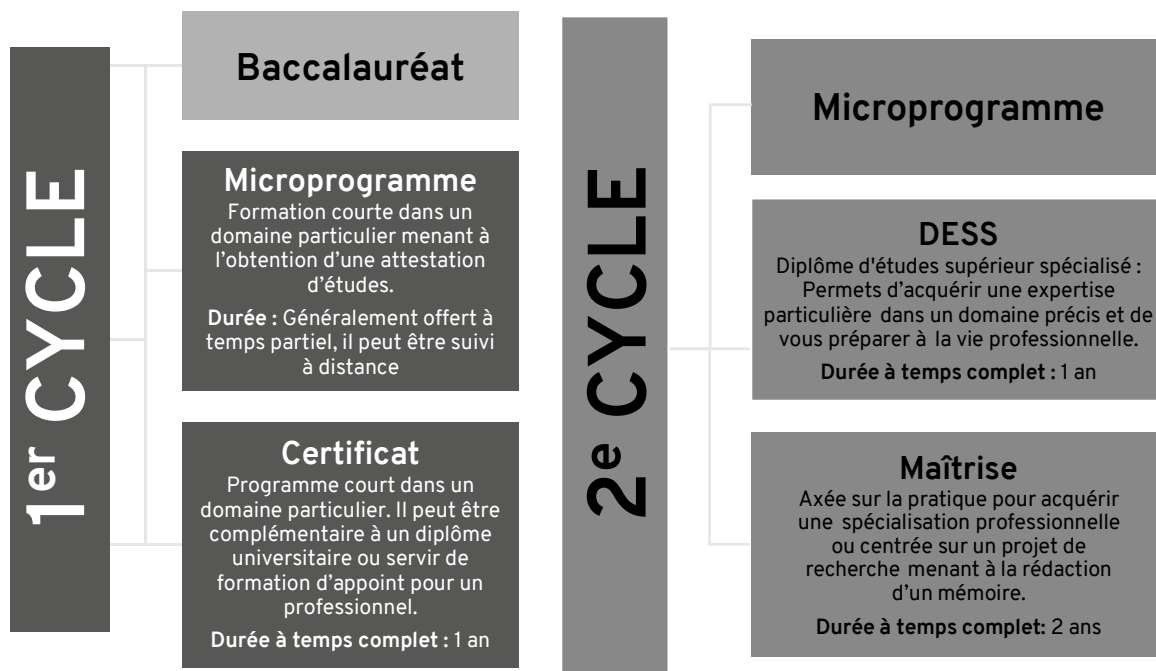 1er CYCLE
Baccalauréat
Microprogramme
Formation courte dans un
domaine particulier menant à
l'obtention d'une attestation
d'études.
Durée : Généralement offert à
temps partiel, il peut être suivi
à distance
Certificat
Programme court dans un
domaine particulier. Il peut être
complémentaire à un diplôme
universitaire ou servir de
formation d'appoint pour un
professionnel.
Durée à temps complet : 1 an
2e CYCLE
Microprogramme
DESS
Diplôme d'études supérieur spécialisé :
Permets d'acquérir une expertise
particulière dans un domaine précis et de
vous préparer à la vie professionnelle.
Durée à temps complet : 1 an
Maîtrise
Axée sur la pratique pour acquérir
une spécialisation professionnelle
ou centrée sur un projet de
recherche menant à la rédaction
d'un mémoire.
Durée à temps complet: 2 ans